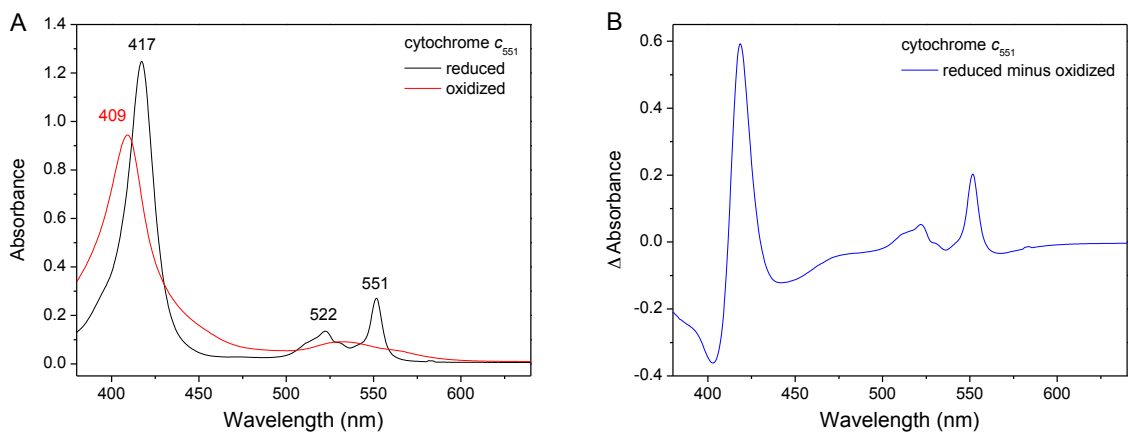 A
cytochrome c551
reduced
oxidized
417
409
522
551
Absorbance
1.4
1.2
1.0
0.8
0.6
0.4
0.2
0.0
400 450 500 550 600
Wavelength (nm)
B
cytochrome c551
reduced minus oxidized
Δ Absorbance
0.6
0.4
0.2
0.0
-0.2
-0.4
400 450 500 550 600
Wavelength (nm)